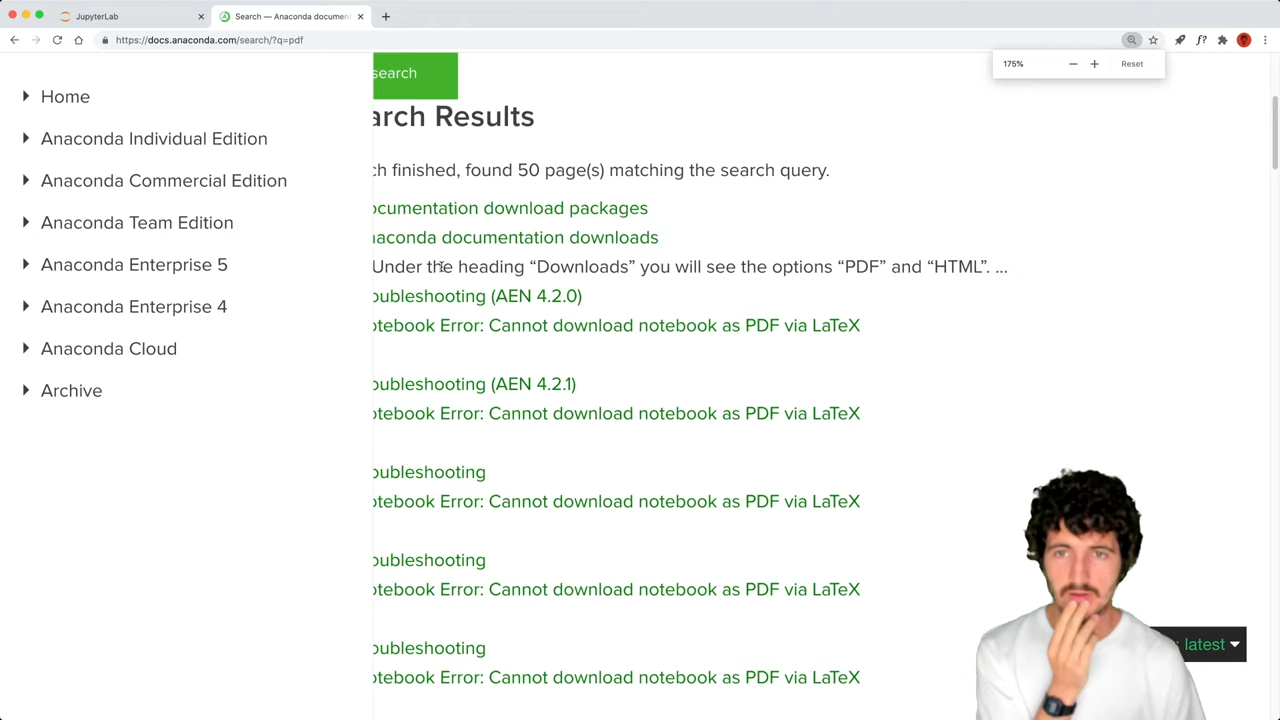 JupyterLab
Search — Anaconda document
https://docs.anaconda.com/search/?q=pdf
175%
Reset
Home
Anaconda Individual Edition
Anaconda Commercial Edition
Anaconda Team Edition
Anaconda Enterprise 5
Anaconda Enterprise 4
Anaconda Cloud
Archive
search
arch Results
ch finished, found 50 page(s) matching the search query.
ocumentation download packages
naconda documentation downloads
Under the heading “Downloads” you will see the options “PDF” and “HTML”. ...
oubleshooting (AEN 4.2.0)
otebook Error: Cannot download notebook as PDF via LaTeX
oubleshooting (AEN 4.2.1)
otebook Error: Cannot download notebook as PDF via LaTeX
oubleshooting
otebook Error: Cannot download notebook as PDF via LaTeX
oubleshooting
otebook Error: Cannot download notebook as PDF via LaTeX
oubleshooting
otebook Error: Cannot download notebook as PDF via LaTeX
: latest